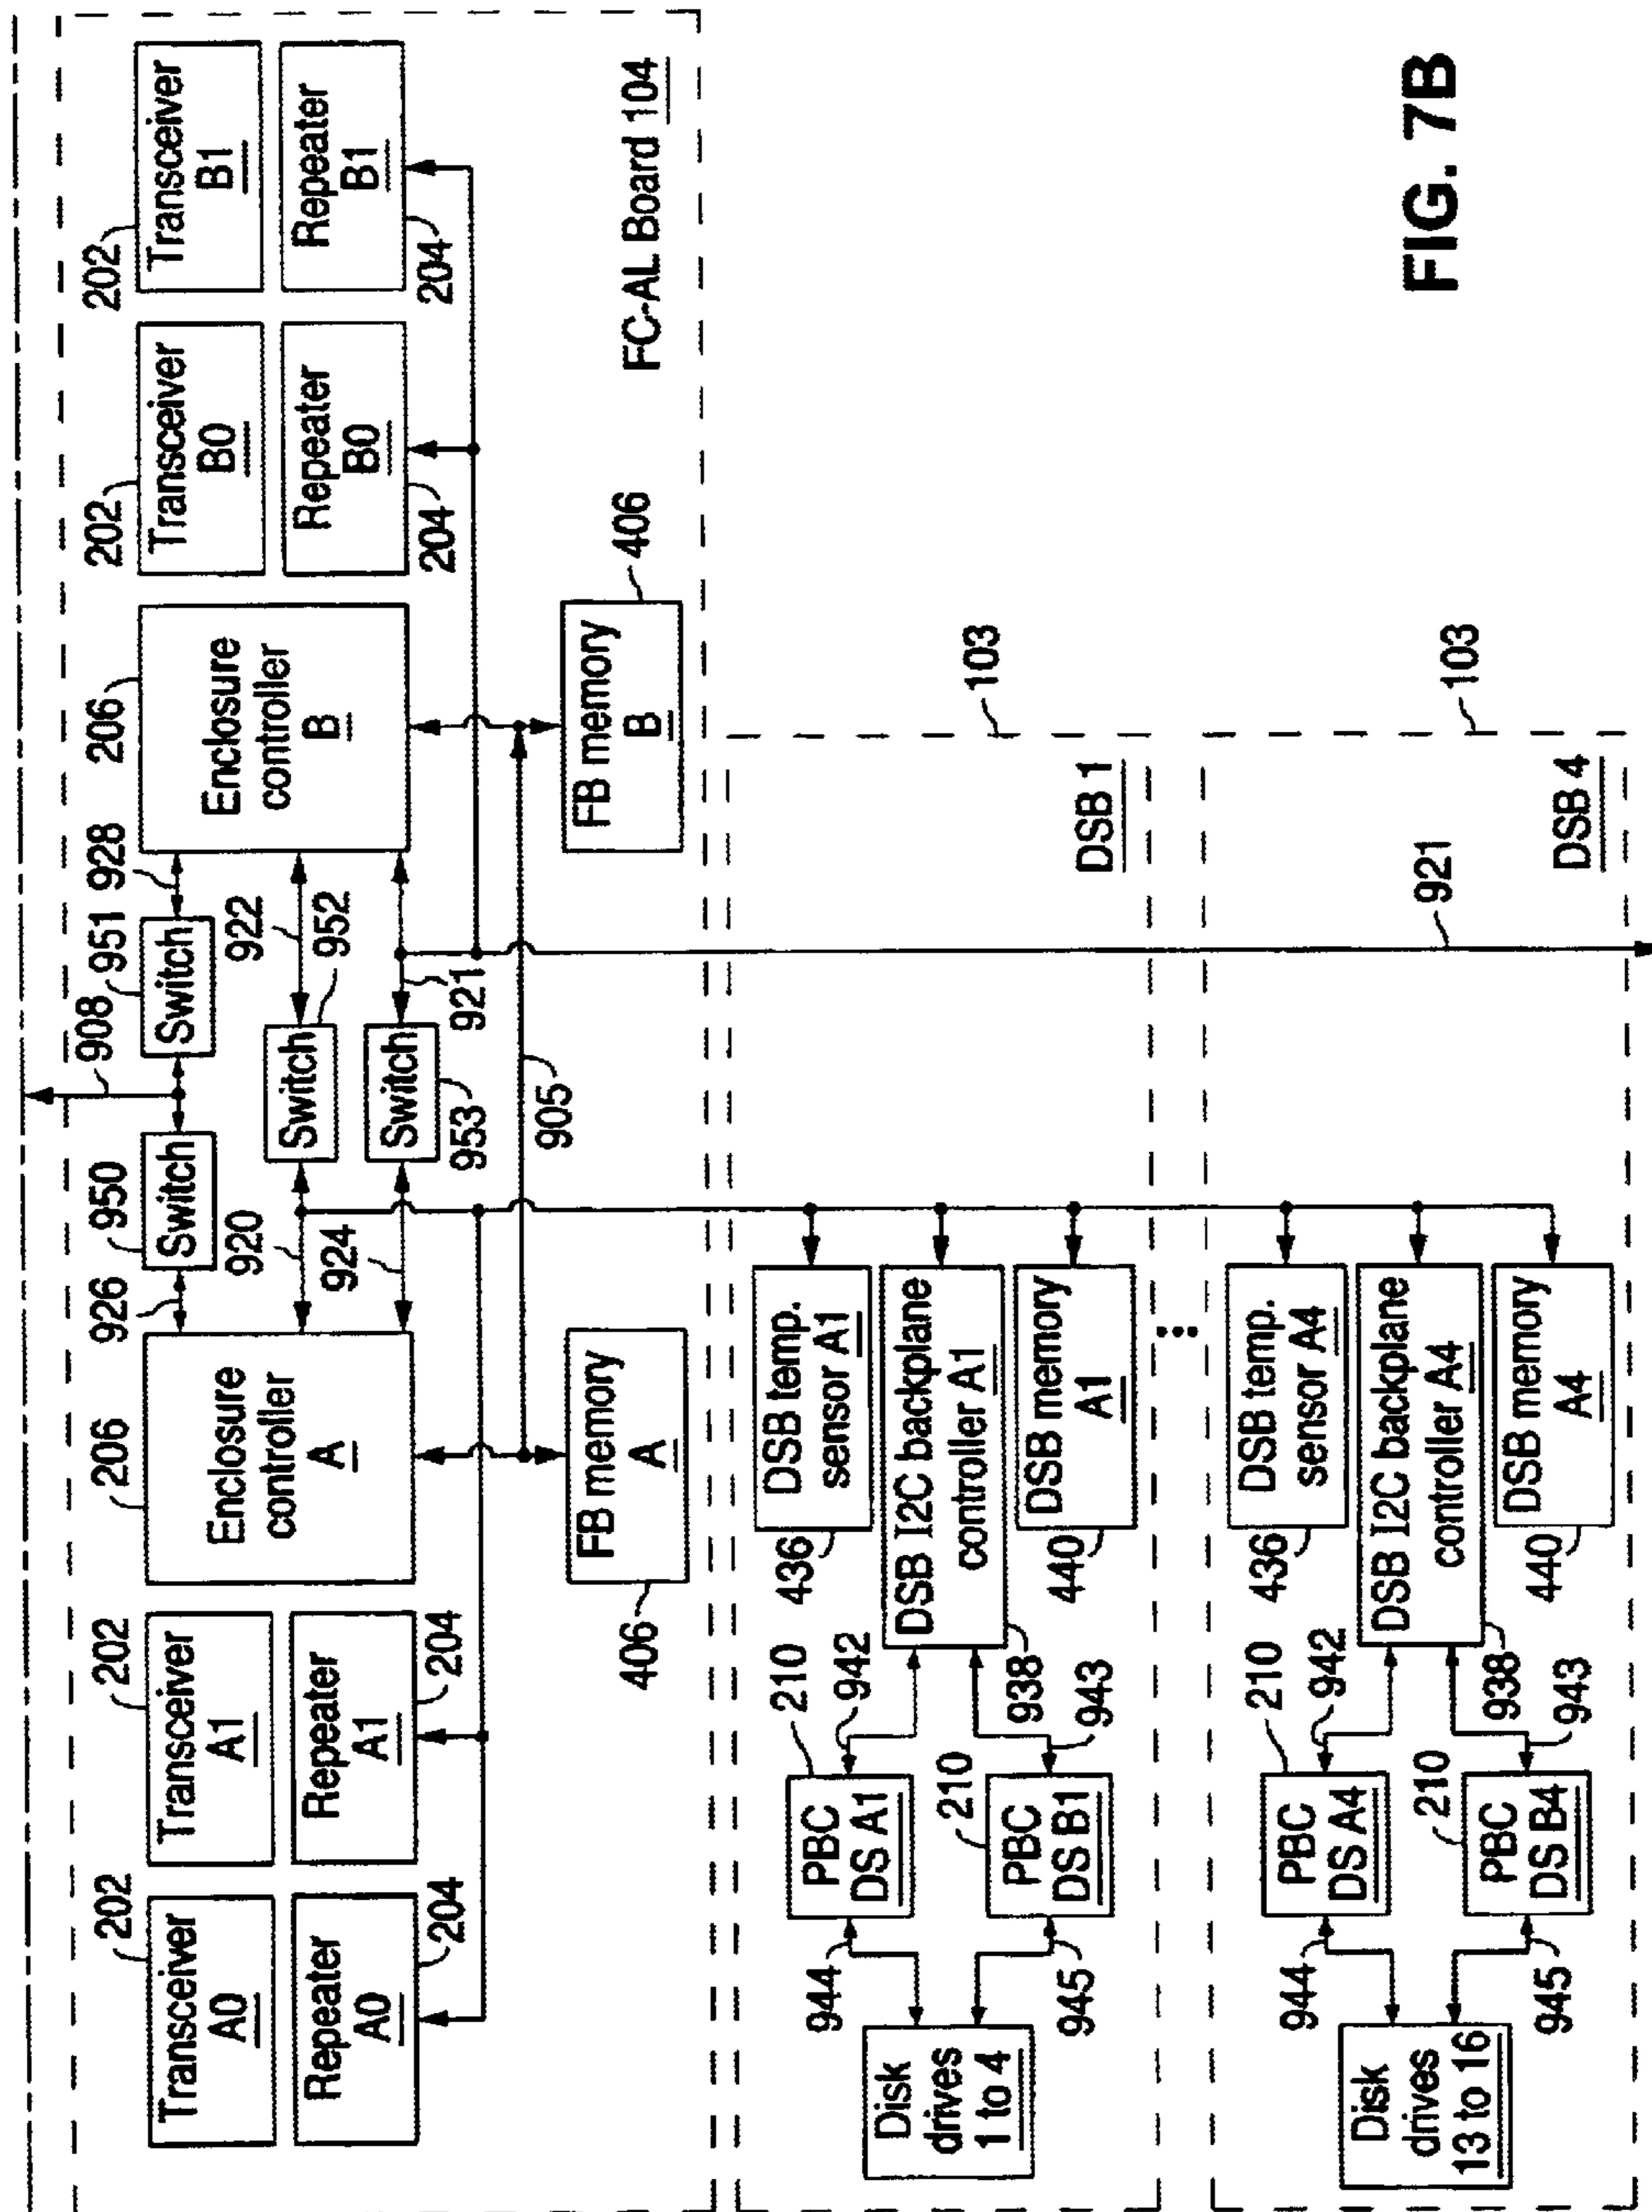 202
202
206
926
950
908
951
928
206
202
202
Transceiver
A0
Transceiver
A1
Enclosure
controller
A
Switch
Switch
Enclosure
controller
B
Transceiver
B0
Transceiver
B1
920
922
Repeater
A0
Repeater
A1
924
Switch
952
Repeater
B0
Repeater
B1
204
204
Switch
953
921
204
204
905
FB memory
A
FB memory
B
406
406
FC-AL Board 104
210
942
436
DSB temp.
sensor A1
944
PBC
DS A1
Disk
drives
1 to 4
DSB I2C backplane
controller A1
103
210
938
PBC
DS B1
945
943
440
DSB memory
A1
DSB 1
...
210
942
436
DSB temp.
sensor A4
944
PBC
DS A4
Disk
drives
13 to 16
DSB I2C backplane
controller A4
921
103
210
938
PBC
DS B4
945
943
440
DSB memory
A4
DSB 4
FIG. 7B